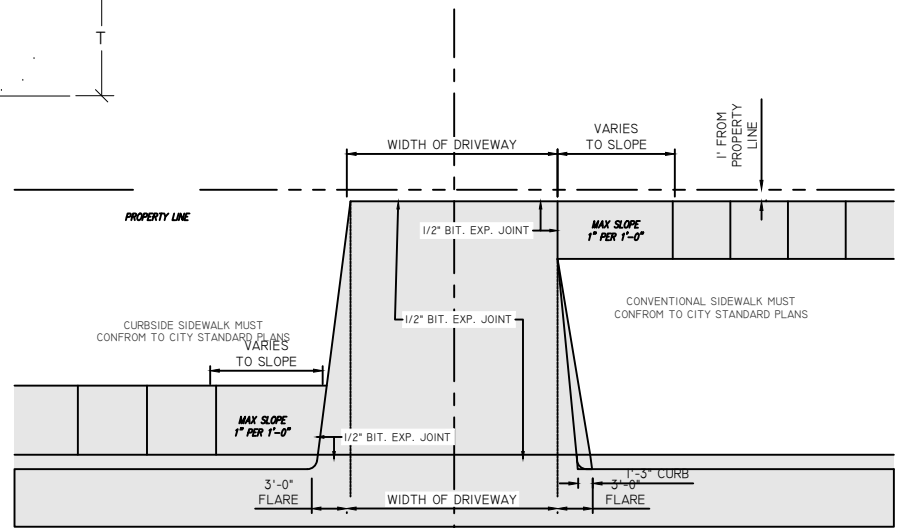 T
WIDTH OF DRIVEWAY
VARIES
TO SLOPE
1' FROM
PROPERTY
LINE
PROPERTY LINE
1/2" BIT. EXP. JOINT
MAX SLOPE
1" PER 1'-0"
CURBSIDE SIDEWALK MUST
CONFROM TO CITY STANDARD PLANS
1/2" BIT. EXP. JOINT
CONVENTIONAL SIDEWALK MUST
CONFROM TO CITY STANDARD PLANS
VARIES
TO SLOPE
MAX SLOPE
1" PER 1'-0"
1/2" BIT. EXP. JOINT
1'-3" CURB
3'-0"
FLARE
WIDTH OF DRIVEWAY
3'-0"
FLARE